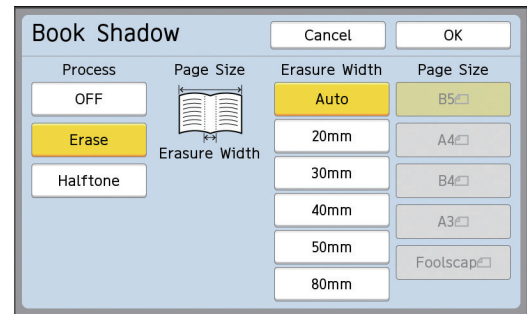 Book Shadow
Cancel
OK
Process
OFF
Erase
Halftone
Page Size
Erasure Width
Erasure Width
Auto
20mm
30mm
40mm
50mm
80mm
Page Size
B5
A4
B4
A3
Foolscap